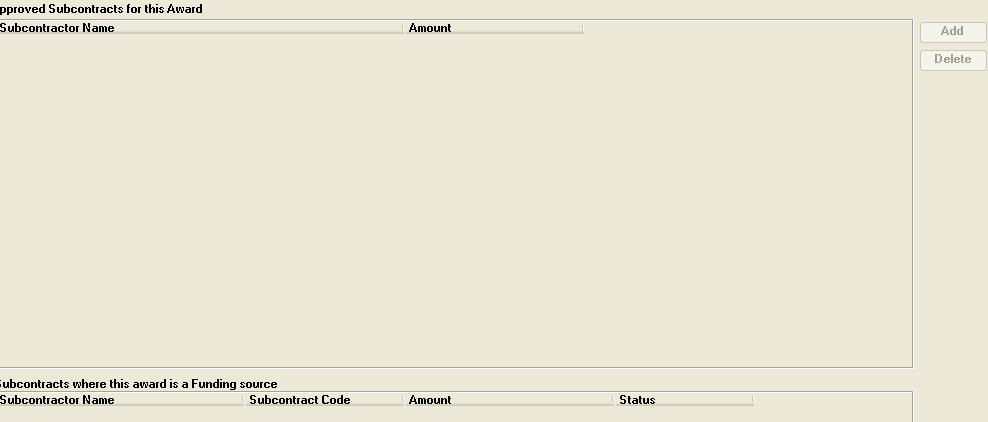 pproved Subcontracts for this Award
Subcontractor Name Amount Add
Delete
Subcontracts where this award is a Funding source
Subcontractor Name Subcontract Code Amount Status